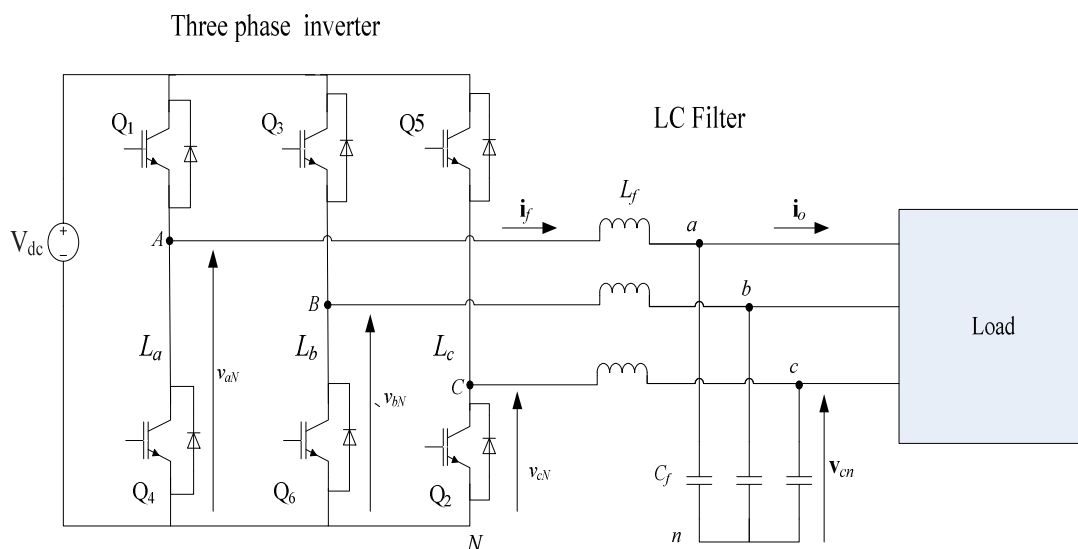 Three phase inverter
LC Filter
Q1
Q3
Q5
Vdc
+
−
A
B
C
if
Lf
io
a
b
c
Load
La
Lb
Lc
vaN
`vbN
vcN
Q4
Q6
Q2
Cf
vcn
N
n